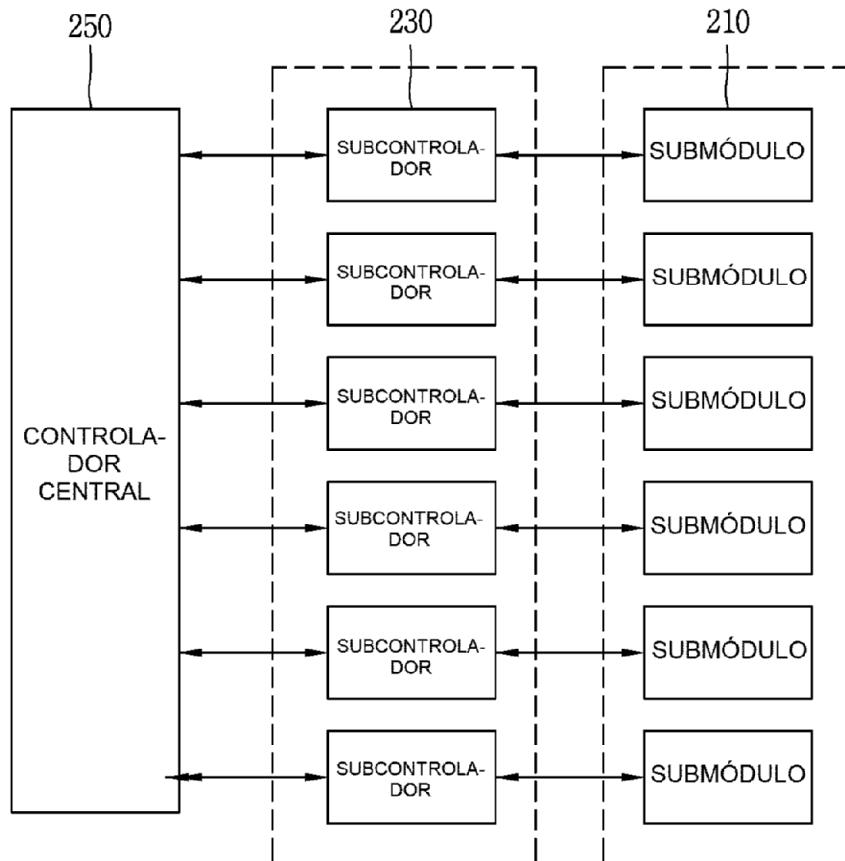 250
230
210
SUBCONTROLA-
DOR
SUBMÓDULO
SUBCONTROLA-
DOR
SUBMÓDULO
SUBCONTROLA-
DOR
SUBMÓDULO
CONTROLA-
DOR
CENTRAL
SUBCONTROLA-
DOR
SUBMÓDULO
SUBCONTROLA-
DOR
SUBMÓDULO
SUBCONTROLA-
DOR
SUBMÓDULO